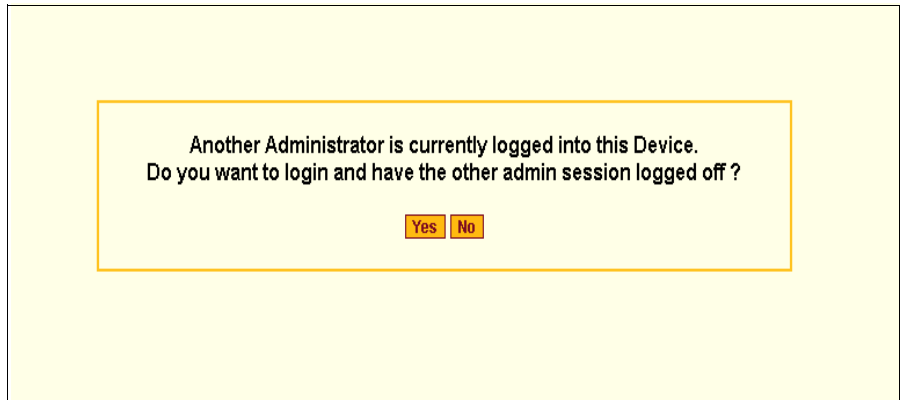 Another Administrator is currently logged into this Device.
Do you want to login and have the other admin session logged off ?
Yes No